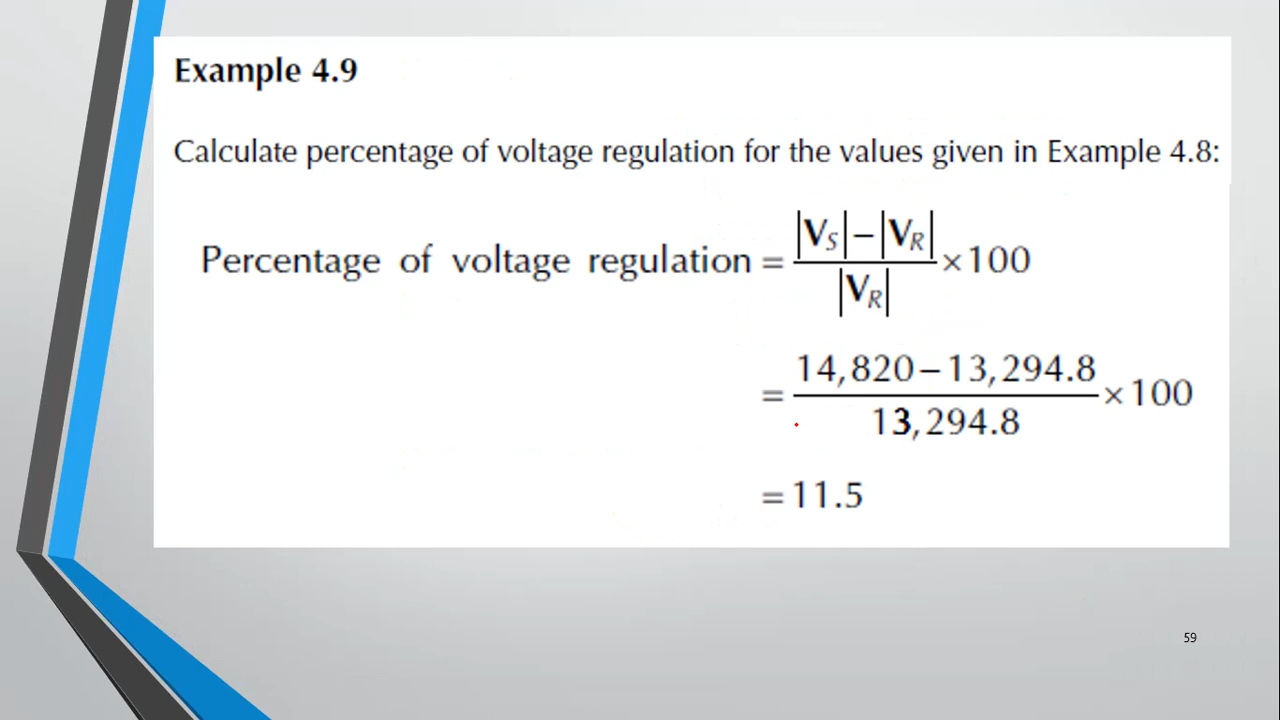 Example 4.9
Calculate percentage of voltage regulation for the values given in Example 4.8:
Percentage of voltage regulation = |V_S| − |V_R| / |V_R| × 100
= 14,820 − 13,294.8 / 13,294.8 × 100
= 11.5
59